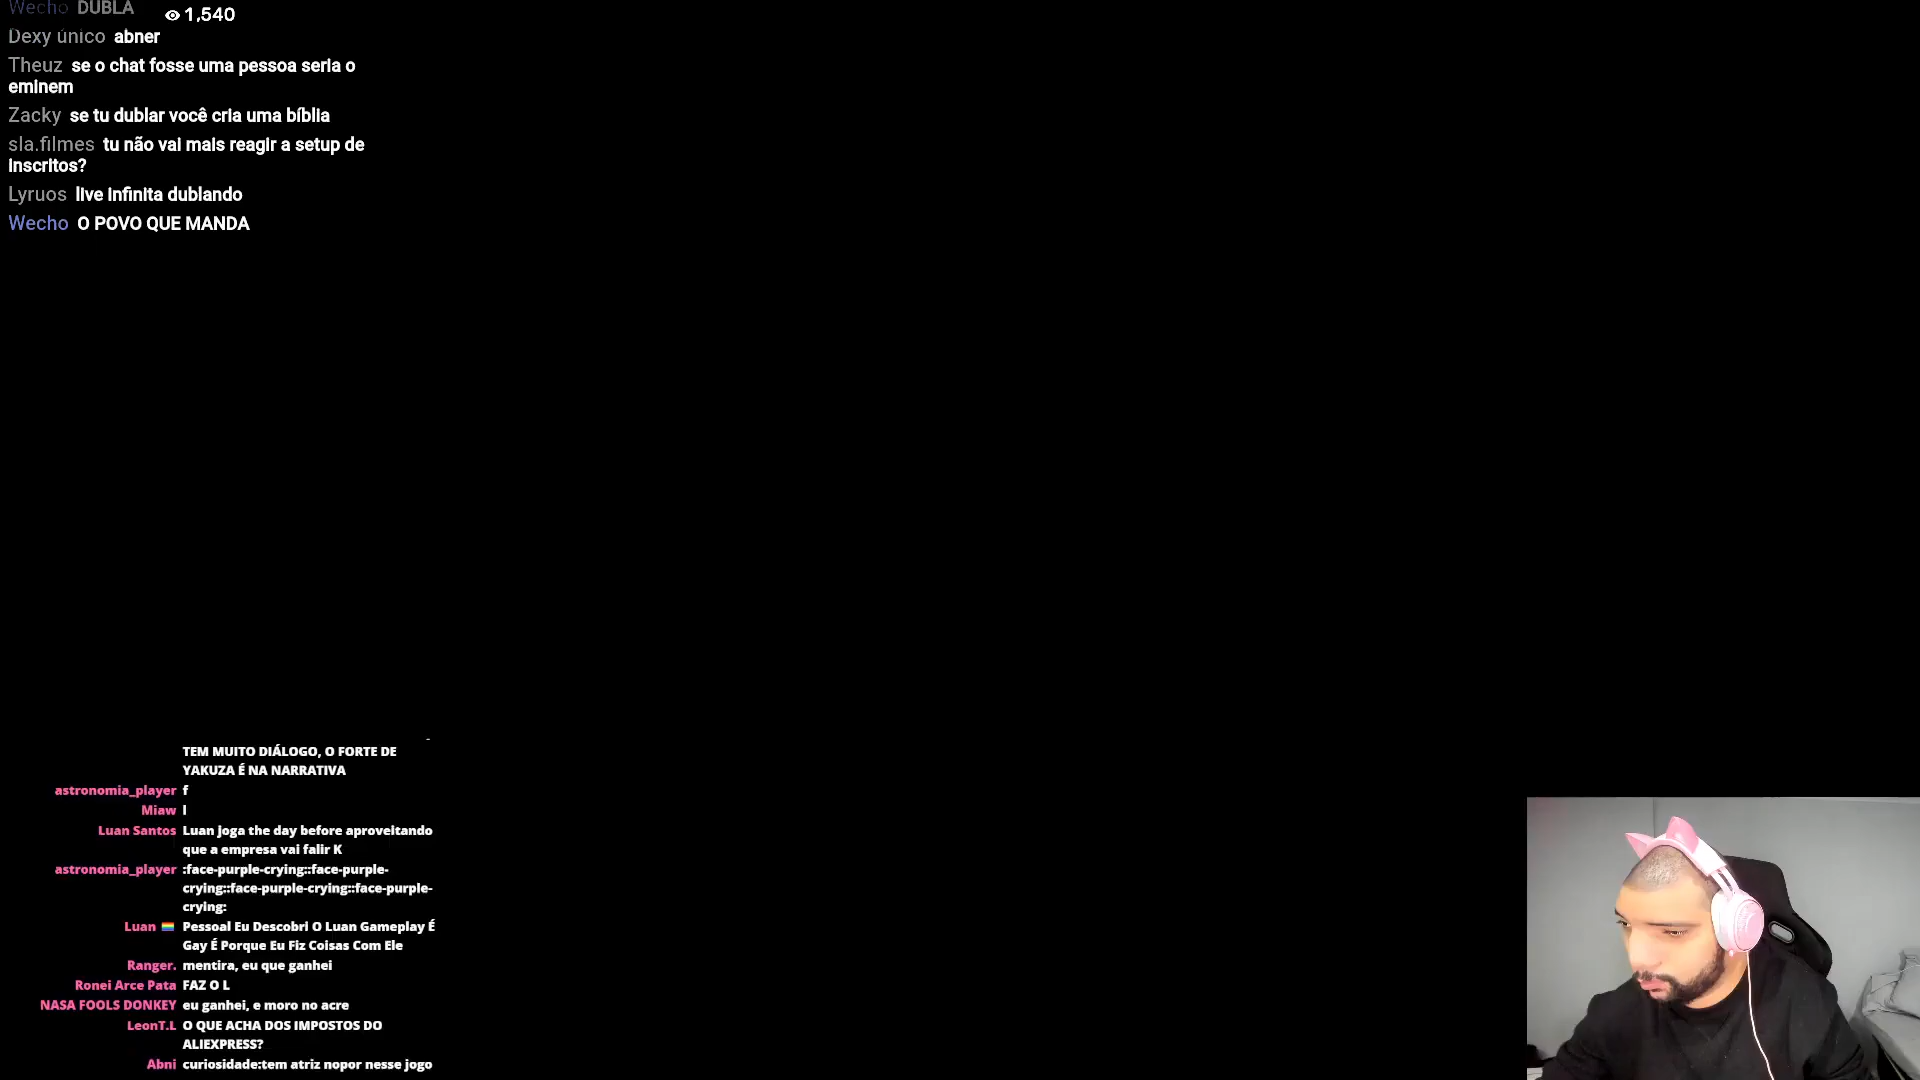 Wecho DUBLA
1,540
Dexy único abner
Theuz se o chat fosse uma pessoa seria o
eminem
Zacky se tu dublar você cria uma bíblia
sla.filmes tu não vai mais reagir a setup de
inscritos?
Lyruos live infinita dublando
Wecho O POVO QUE MANDA
TEM MUITO DIÁLOGO, O FORTE DE
YAKUZA É NA NARRATIVA
astronomia_player f
Miaw l
Luan Santos Luan joga the day before aproveitando
que a empresa vai falir K
astronomia_player :face-purple-crying::face-purple-
crying::face-purple-crying::face-purple-
crying:
Luan 🏳️‍🌈 Pessoal Eu Descobri O Luan Gameplay É
Gay É Porque Eu Fiz Coisas Com Ele
Ranger. mentira, eu que ganhei
Ronei Arce Pata FAZ O L
NASA FOOLS DONKEY eu ganhei, e moro no acre
LeonT.L O QUE ACHA DOS IMPOSTOS DO
ALIEXPRESS?
Abni curiosidade:tem atriz nopor nesse jogo